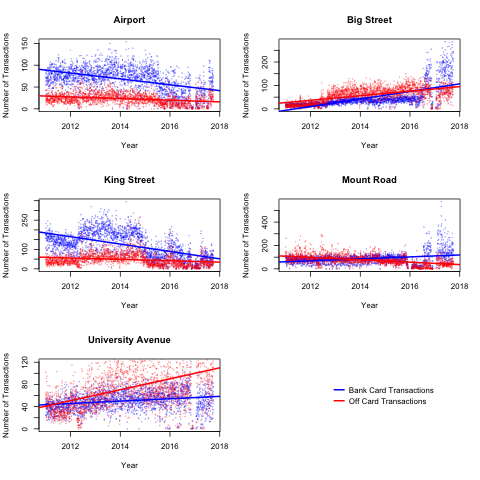 Airport
Number of Transactions
0 50 100 150
2012 2014 2016 2018
Year
Big Street
Number of Transactions
0 100 200
2012 2014 2016 2018
Year
King Street
Number of Transactions
0 100 250
2012 2014 2016 2018
Year
Mount Road
Number of Transactions
0 200 400
2012 2014 2016 2018
Year
University Avenue
Number of Transactions
0 20 40 80 120
2012 2014 2016 2018
Year
Bank Card Transactions
Off Card Transactions